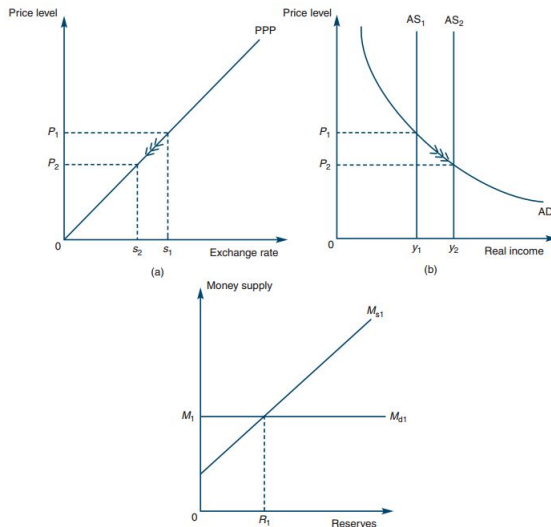 Price level
PPP
P₁
P₂
0
s₂
s₁
Exchange rate
(a)
Price level
AS₁
AS₂
P₁
P₂
AD
0
y₁
y₂
Real income
(b)
Money supply
Mₛ₁
M₁
M_d1
0
R₁
Reserves